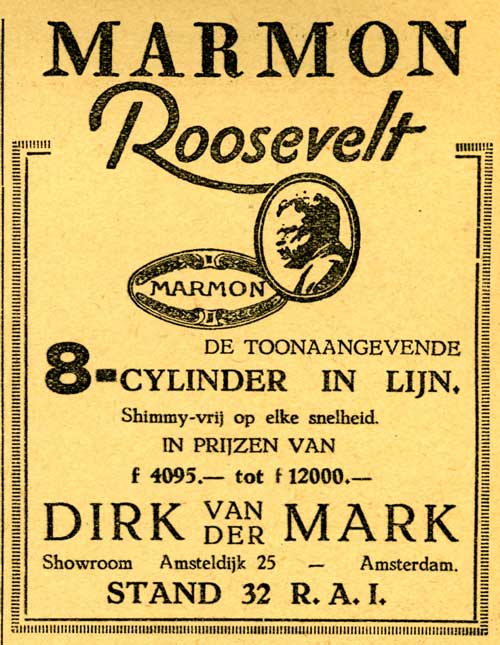 MARMON
Roosevelt
MARMON
DE TOONAANGEVENDE
8-CYLINDER IN LIJN.
Shimmy-vrij op elke snelheid.
IN PRIJZEN VAN
f 4095.— tot f 12000.—
DIRK VAN DER MARK
Showroom Amsteldijk 25 — Amsterdam.
STAND 32 R. A. I.